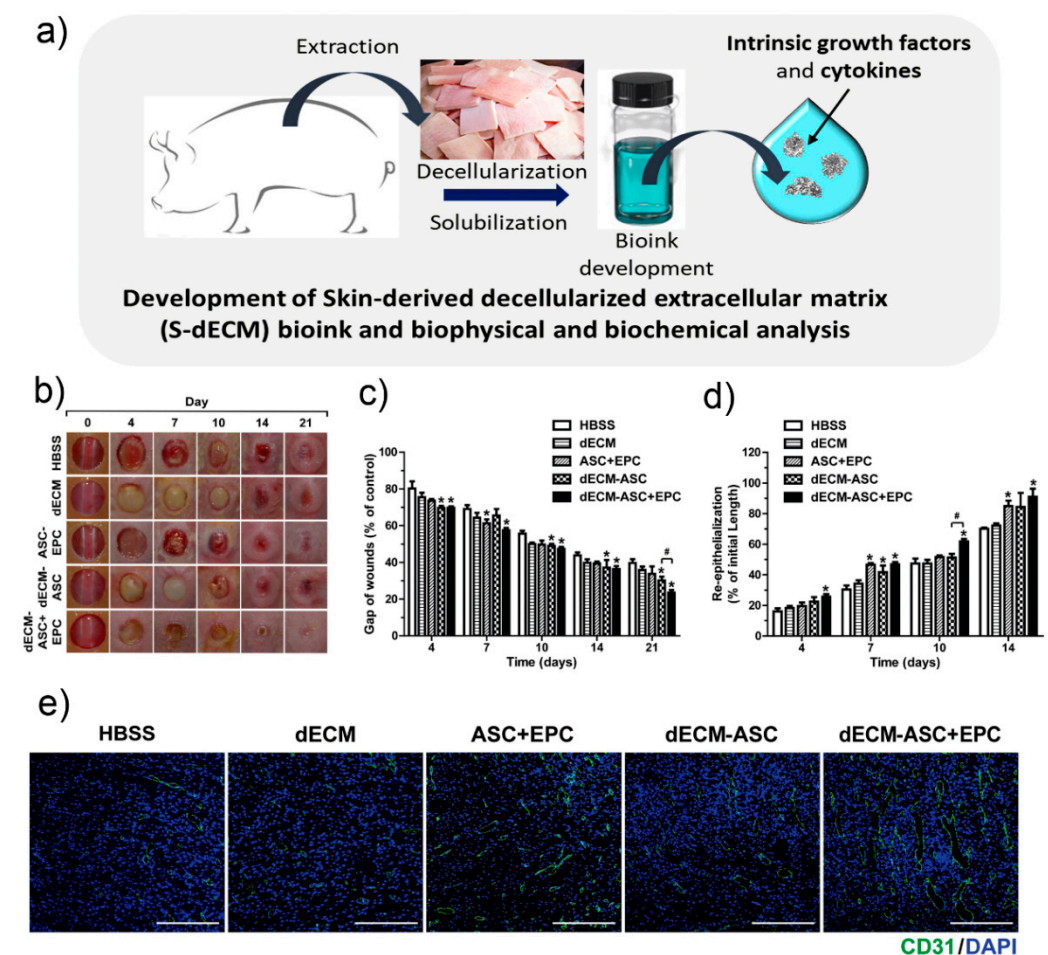 a)
Extraction
Intrinsic growth factors
and cytokines
Decellularization
Solubilization
Bioink
development
Development of Skin-derived decellularized extracellular matrix
(S-dECM) bioink and biophysical and biochemical analysis
b)
Day
0 4 7 10 14 21
HBSS
dECM
ASC-
EPC
dECM-
ASC
dECM-
ASC+
EPC
c)
HBSS
dECM
ASC+EPC
dECM-ASC
dECM-ASC+EPC
Gap of wounds (% of control)
100
80
60
40
20
0
* *
* *
* *
* *
* # *
4 7 10 14 21
Time (days)
d)
HBSS
dECM
ASC+EPC
dECM-ASC
dECM-ASC+EPC
Re-epithelialization
(% of initial Length)
120
100
80
60
40
20
0
*
* * *
# *
* *
4 7 10 14
Time (days)
e)
HBSS dECM ASC+EPC dECM-ASC dECM-ASC+EPC
CD31/DAPI